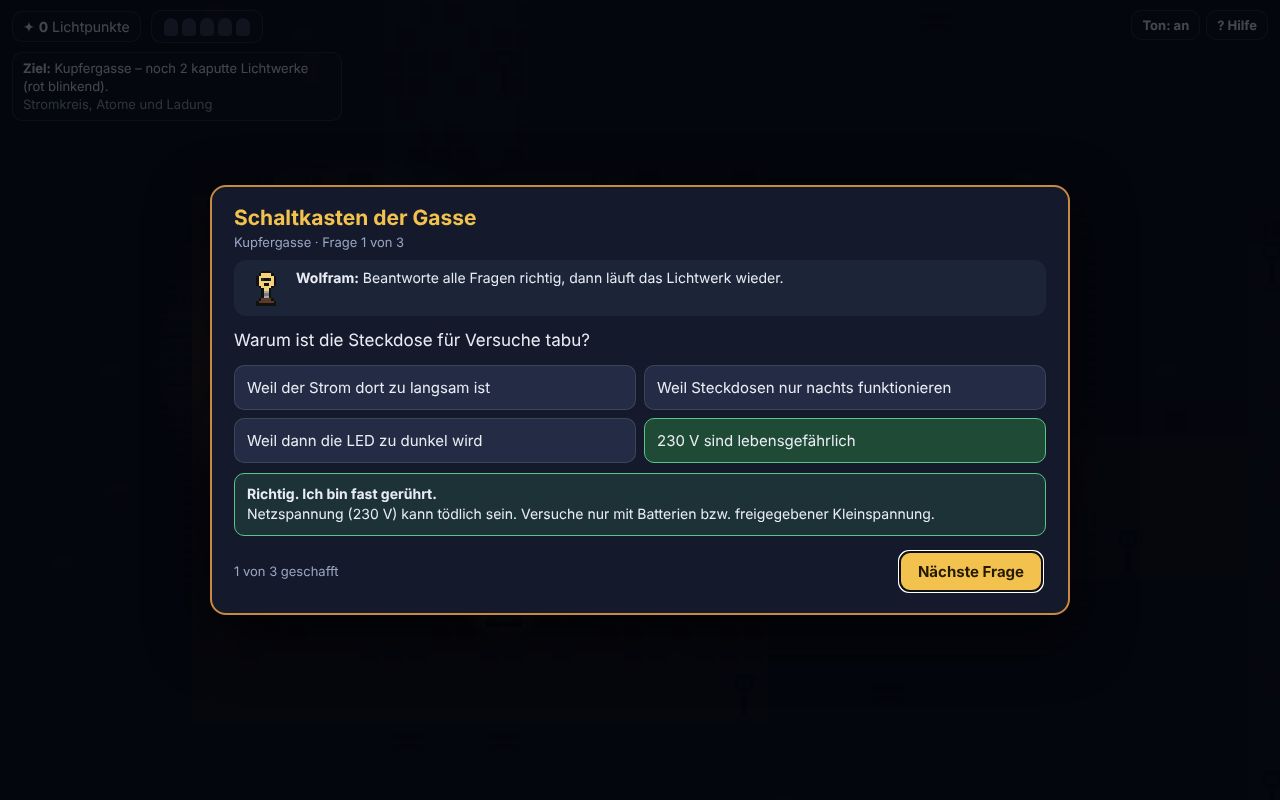 ✦ 0 Lichtpunkte
Ton: an
? Hilfe
Ziel: Kupfergasse – noch 2 kaputte Lichtwerke
(rot blinkend).
Stromkreis, Atome und Ladung
Schaltkasten der Gasse
Kupfergasse · Frage 1 von 3
Wolfram: Beantworte alle Fragen richtig, dann läuft das Lichtwerk wieder.
Warum ist die Steckdose für Versuche tabu?
Weil der Strom dort zu langsam ist
Weil Steckdosen nur nachts funktionieren
Weil dann die LED zu dunkel wird
230 V sind lebensgefährlich
Richtig. Ich bin fast gerührt.
Netzspannung (230 V) kann tödlich sein. Versuche nur mit Batterien bzw. freigegebener Kleinspannung.
1 von 3 geschafft
Nächste Frage